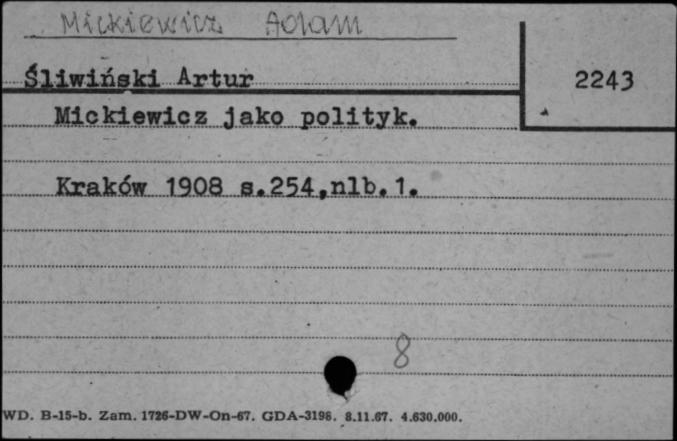 Mickiewicz Adam
Śliwiński Artur
2243
Mickiewicz jako polityk.
Kraków 1908 s.254,nlb.1.
8
WD. B-15-b. Zam. 1726-DW-On-67. GDA-3198. 8.11.67. 4.630.000.